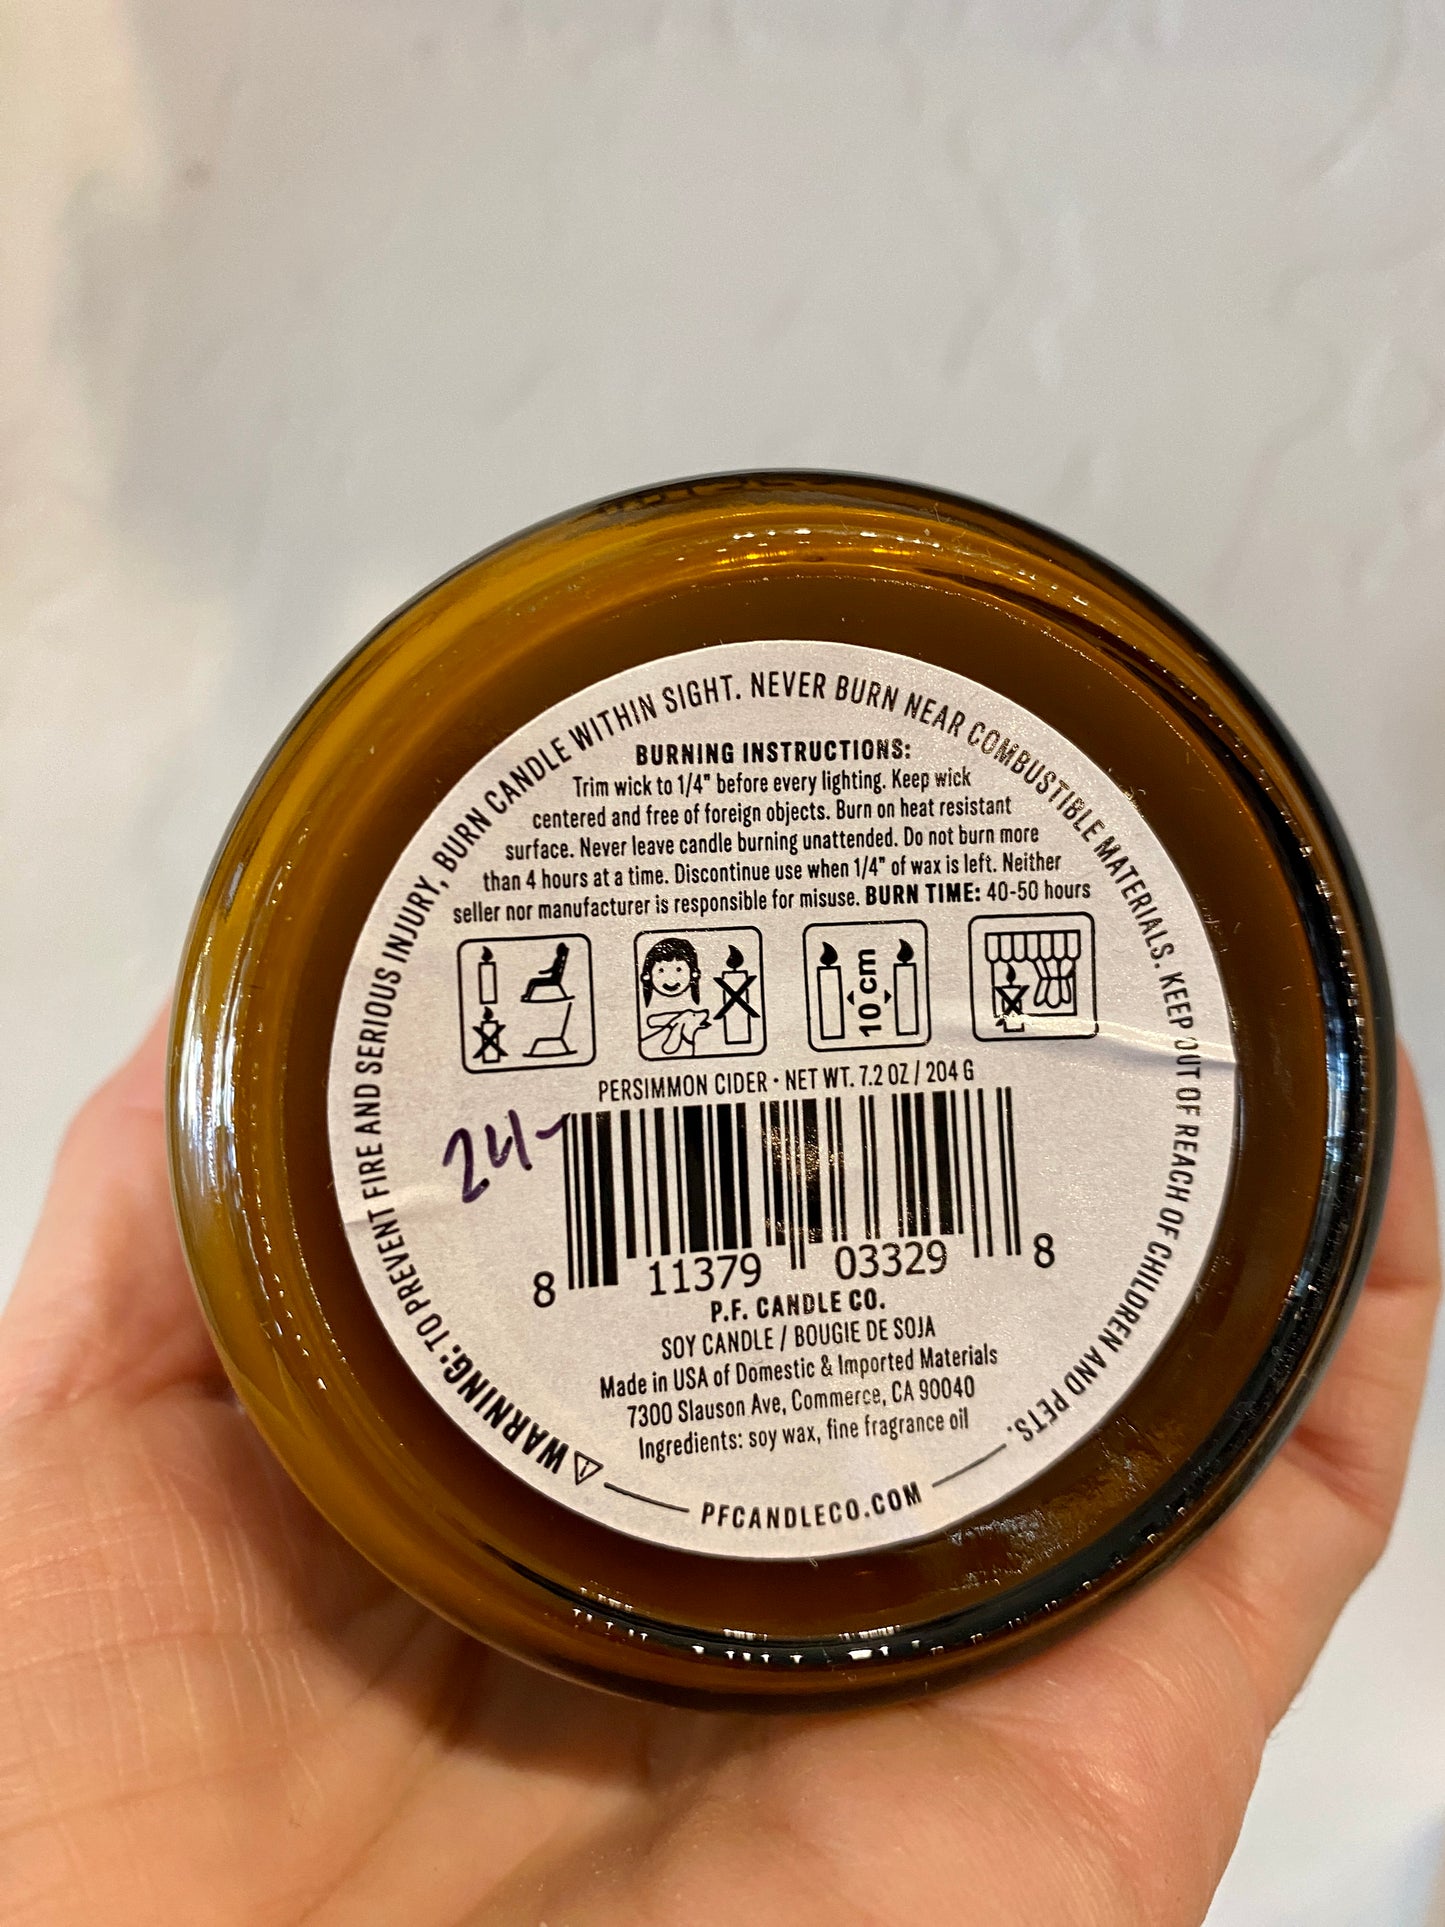 WARNING: TO PREVENT FIRE AND SERIOUS INJURY, BURN CANDLE WITHIN SIGHT. NEVER BURN NEAR COMBUSTIBLE MATERIALS. KEEP OUT OF REACH OF CHILDREN AND PETS.
BURNING INSTRUCTIONS:
Trim wick to 1/4" before every lighting. Keep wick
centered and free of foreign objects. Burn on heat resistant
surface. Never leave candle burning unattended. Do not burn more
than 4 hours at a time. Discontinue use when 1/4" of wax is left. Neither
seller nor manufacturer is responsible for misuse. BURN TIME: 40-50 hours
10 cm
PERSIMMON CIDER • NET WT. 7.2 OZ / 204 G
24-
8 11379 03329 8
P.F. CANDLE CO.
SOY CANDLE / BOUGIE DE SOJA
Made in USA of Domestic & Imported Materials
7300 Slauson Ave, Commerce, CA 90040
Ingredients: soy wax, fine fragrance oil
PFCANDLECO.COM